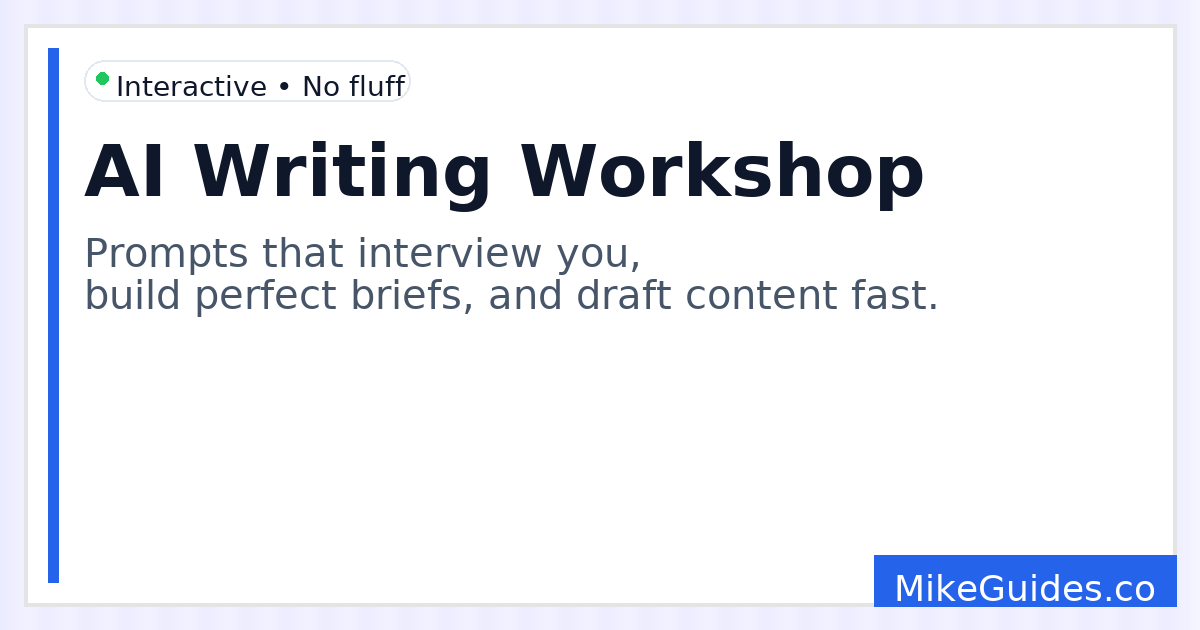 Interactive • No fluff
AI Writing Workshop
Prompts that interview you,
build perfect briefs, and draft content fast.
MikeGuides.co